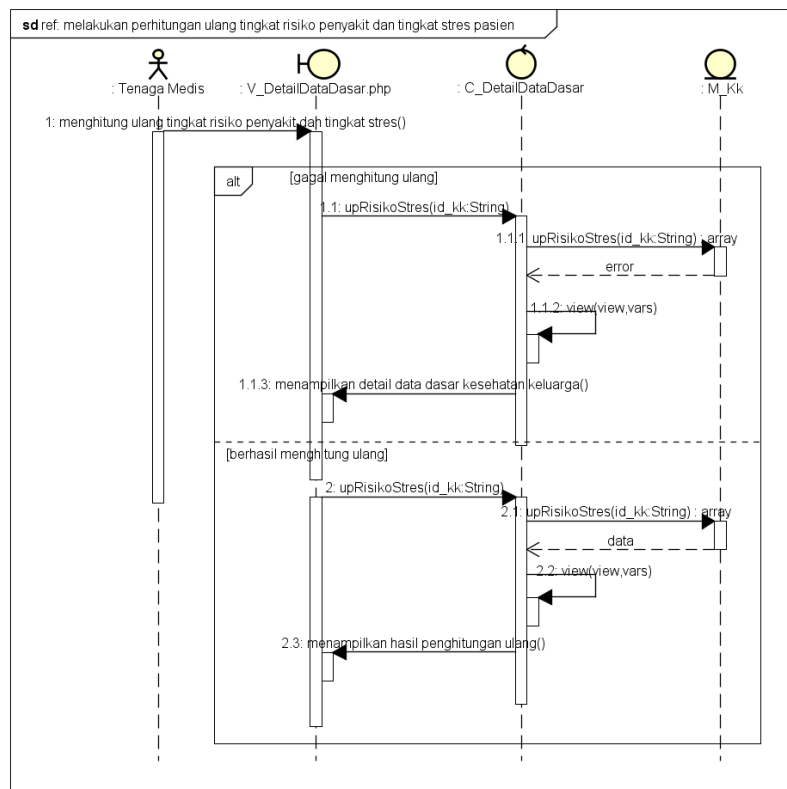 sd ref: melakukan perhitungan ulang tingkat risiko penyakit dan tingkat stres pasien
: Tenaga Medis
: V_DetailDataDasar.php
: C_DetailDataDasar
: M_Kk
1: menghitung ulang tingkat risiko penyakit dan tingkat stres()
alt
[gagal menghitung ulang]
1.1: upRisikoStres(id_kk:String)
1.1.1: upRisikoStres(id_kk:String) : array
error
1.1.2: view(view,vars)
1.1.3: menampilkan detail data dasar kesehatan keluarga()
[berhasil menghitung ulang]
2: upRisikoStres(id_kk:String)
2.1: upRisikoStres(id_kk:String) : array
data
2.2: view(view,vars)
2.3: menampilkan hasil penghitungan ulang()